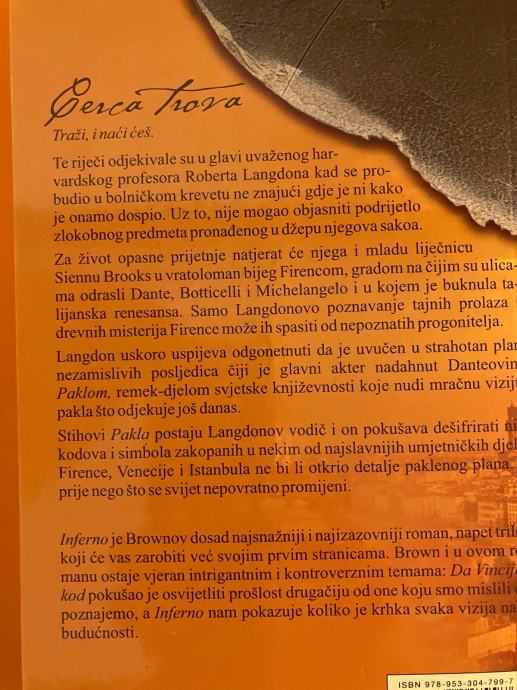 Cerca Trova
Traži, i naći ćeš.
Te riječi odjekivale su u glavi uvaženog har-
vardskog profesora Roberta Langdona kad se pro-
budio u bolničkom krevetu ne znajući gdje je ni kako
je onamo dospio. Uz to, nije mogao objasniti podrijetlo
zlokobnog predmeta pronađenog u džepu njegova sakoa.
Za život opasne prijetnje natjerat će njega i mladu liječnicu
Siennu Brooks u vratoloman bijeg Firencom, gradom na čijim su ulica-
ma odrasli Dante, Botticelli i Michelangelo i u kojem je buknula ta-
lijanska renesansa. Samo Langdonovo poznavanje tajnih prolaza i
drevnih misterija Firence može ih spasiti od nepoznatih progonitelja.
Langdon uskoro uspijeva odgonetnuti da je uvučen u strahotan plan
nezamislivih posljedica čiji je glavni akter nadahnut Danteovim
Paklom, remek-djelom svjetske književnosti koje nudi mračnu viziju
pakla što odjekuje još danas.
Stihovi Pakla postaju Langdonov vodič i on pokušava dešifrirati
kodova i simbola zakopanih u nekim od najslavnijih umjetničkih djel
Firence, Venecije i Istanbula ne bi li otkrio detalje paklenog plana.
prije nego što se svijet nepovratno promijeni.
Inferno je Brownov dosad najsnažniji i najizazovniji roman, napet
koji će vas zarobiti već svojim prvim stranicama. Brown i u ovom
manu ostaje vjeran intrigantnim i kontroverznim temama: Da Vincij
kod pokušao je osvijetliti prošlost drugačiju od one koju smo mislili
poznajemo, a Inferno nam pokazuje koliko je krhka svaka vizija
budućnosti.
ISBN 978-953-304-799-7